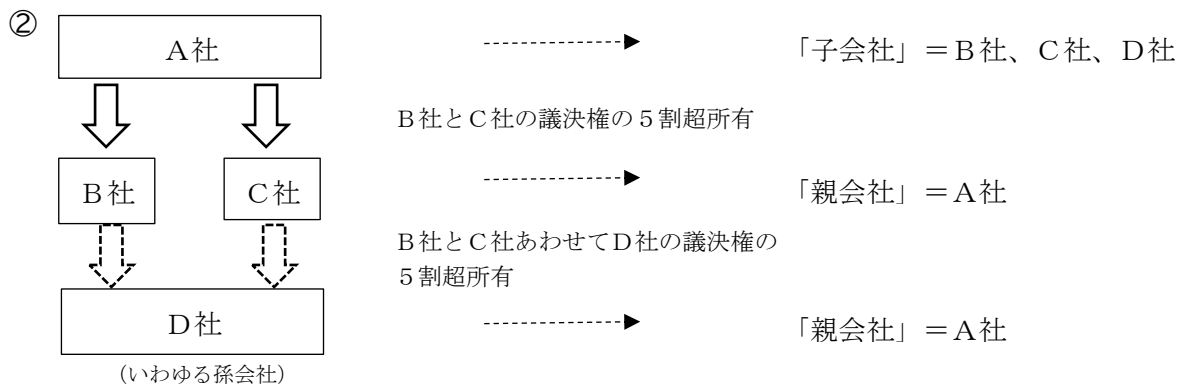 ②
A社
「子会社」＝B社、C社、D社
B社とC社の議決権の５割超所有
B社
C社
「親会社」＝A社
B社とC社あわせてD社の議決権の
５割超所有
D社
「親会社」＝A社
（いわゆる孫会社）